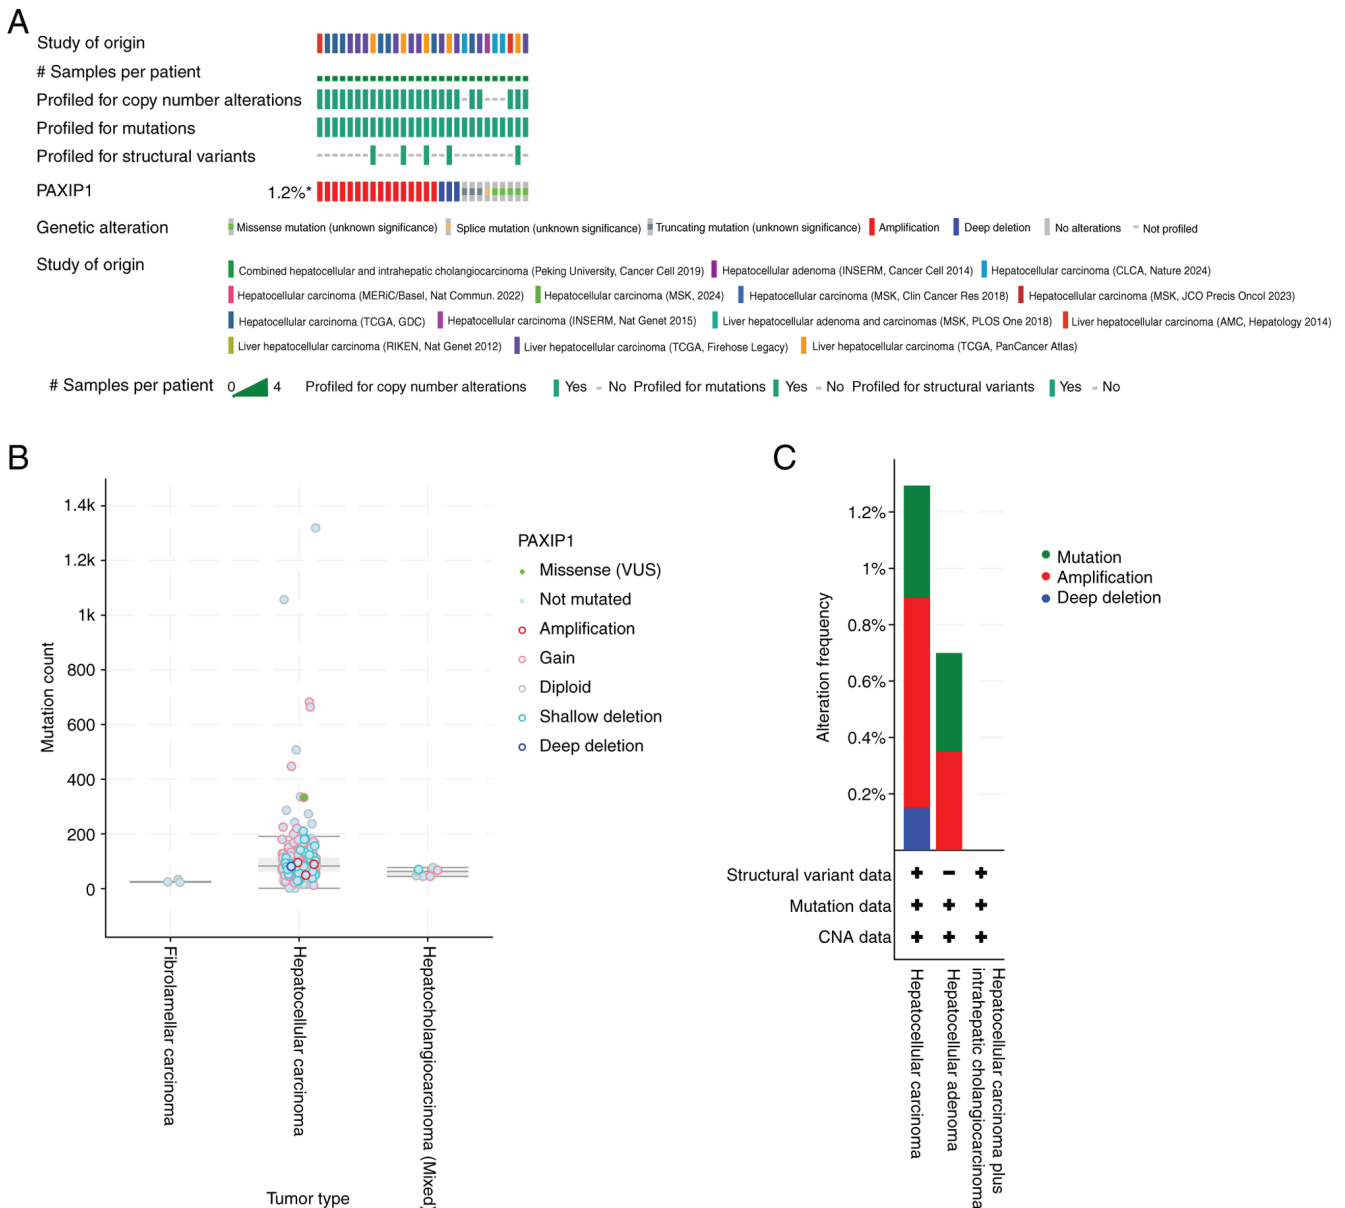 A
Study of origin
# Samples per patient
Profiled for copy number alterations
Profiled for mutations
Profiled for structural variants
PAXIP1 1.2%*
Genetic alteration Missense mutation (unknown significance) Splice mutation (unknown significance) Truncating mutation (unknown significance) Amplification Deep deletion No alterations Not profiled
Study of origin Combined hepatocellular and intrahepatic cholangiocarcinoma (Peking University, Cancer Cell 2019) Hepatocellular adenoma (INSERM, Cancer Cell 2014) Hepatocellular carcinoma (CLCA, Nature 2024)
Hepatocellular carcinoma (MERiC/Basel, Nat Commun. 2022) Hepatocellular carcinoma (MSK, 2024) Hepatocellular carcinoma (MSK, Clin Cancer Res 2018) Hepatocellular carcinoma (MSK, JCO Precis Oncol 2023)
Hepatocellular carcinoma (TCGA, GDC) Hepatocellular carcinoma (INSERM, Nat Genet 2015) Liver hepatocellular adenoma and carcinomas (MSK, PLOS One 2018) Liver hepatocellular carcinoma (AMC, Hepatology 2014)
Liver hepatocellular carcinoma (RIKEN, Nat Genet 2012) Liver hepatocellular carcinoma (TCGA, Firehose Legacy) Liver hepatocellular carcinoma (TCGA, PanCancer Atlas)
# Samples per patient 0 4 Profiled for copy number alterations Yes No Profiled for mutations Yes No Profiled for structural variants Yes No
B
Mutation count
1.4k
1.2k
1k
800
600
400
200
0
Fibrolamellar carcinoma
Hepatocellular carcinoma
Hepatocholangiocarcinoma (Mixed)
Tumor type
PAXIP1
Missense (VUS)
Not mutated
Amplification
Gain
Diploid
Shallow deletion
Deep deletion
C
Alteration frequency
1.2%
1%
0.8%
0.6%
0.4%
0.2%
Mutation
Amplification
Deep deletion
Structural variant data + − +
Mutation data + + +
CNA data + + +
Hepatocellular carcinoma
Hepatocellular adenoma
Hepatocellular carcinoma plus
intrahepatic cholangiocarcinoma